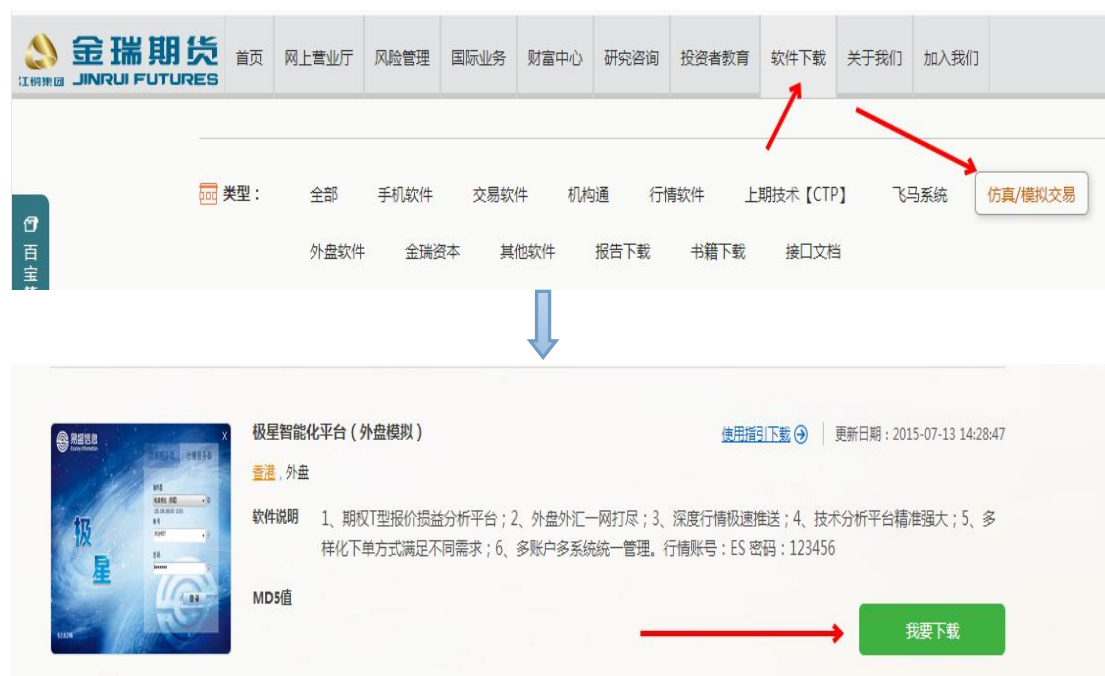 金瑞期货
江铜集团 JINRUI FUTURES
首页 网上营业厅 风险管理 国际业务 财富中心 研究咨询 投资者教育 软件下载 关于我们 加入我们
类型： 全部 手机软件 交易软件 机构通 行情软件 上期技术【CTP】 飞马系统 仿真/模拟交易
外盘软件 金瑞资本 其他软件 报告下载 书籍下载 接口文档
百宝
易盛信息
极星
极星智能化平台（外盘模拟） 使用指引下载 更新日期：2015-07-13 14:28:47
香港，外盘
软件说明 1、期权T型报价损益分析平台；2、外盘外汇一网打尽；3、深度行情极速推送；4、技术分析平台精准强大；5、多
样化下单方式满足不同需求；6、多账户多系统统一管理。行情账号：ES 密码：123456
MD5值
我要下载